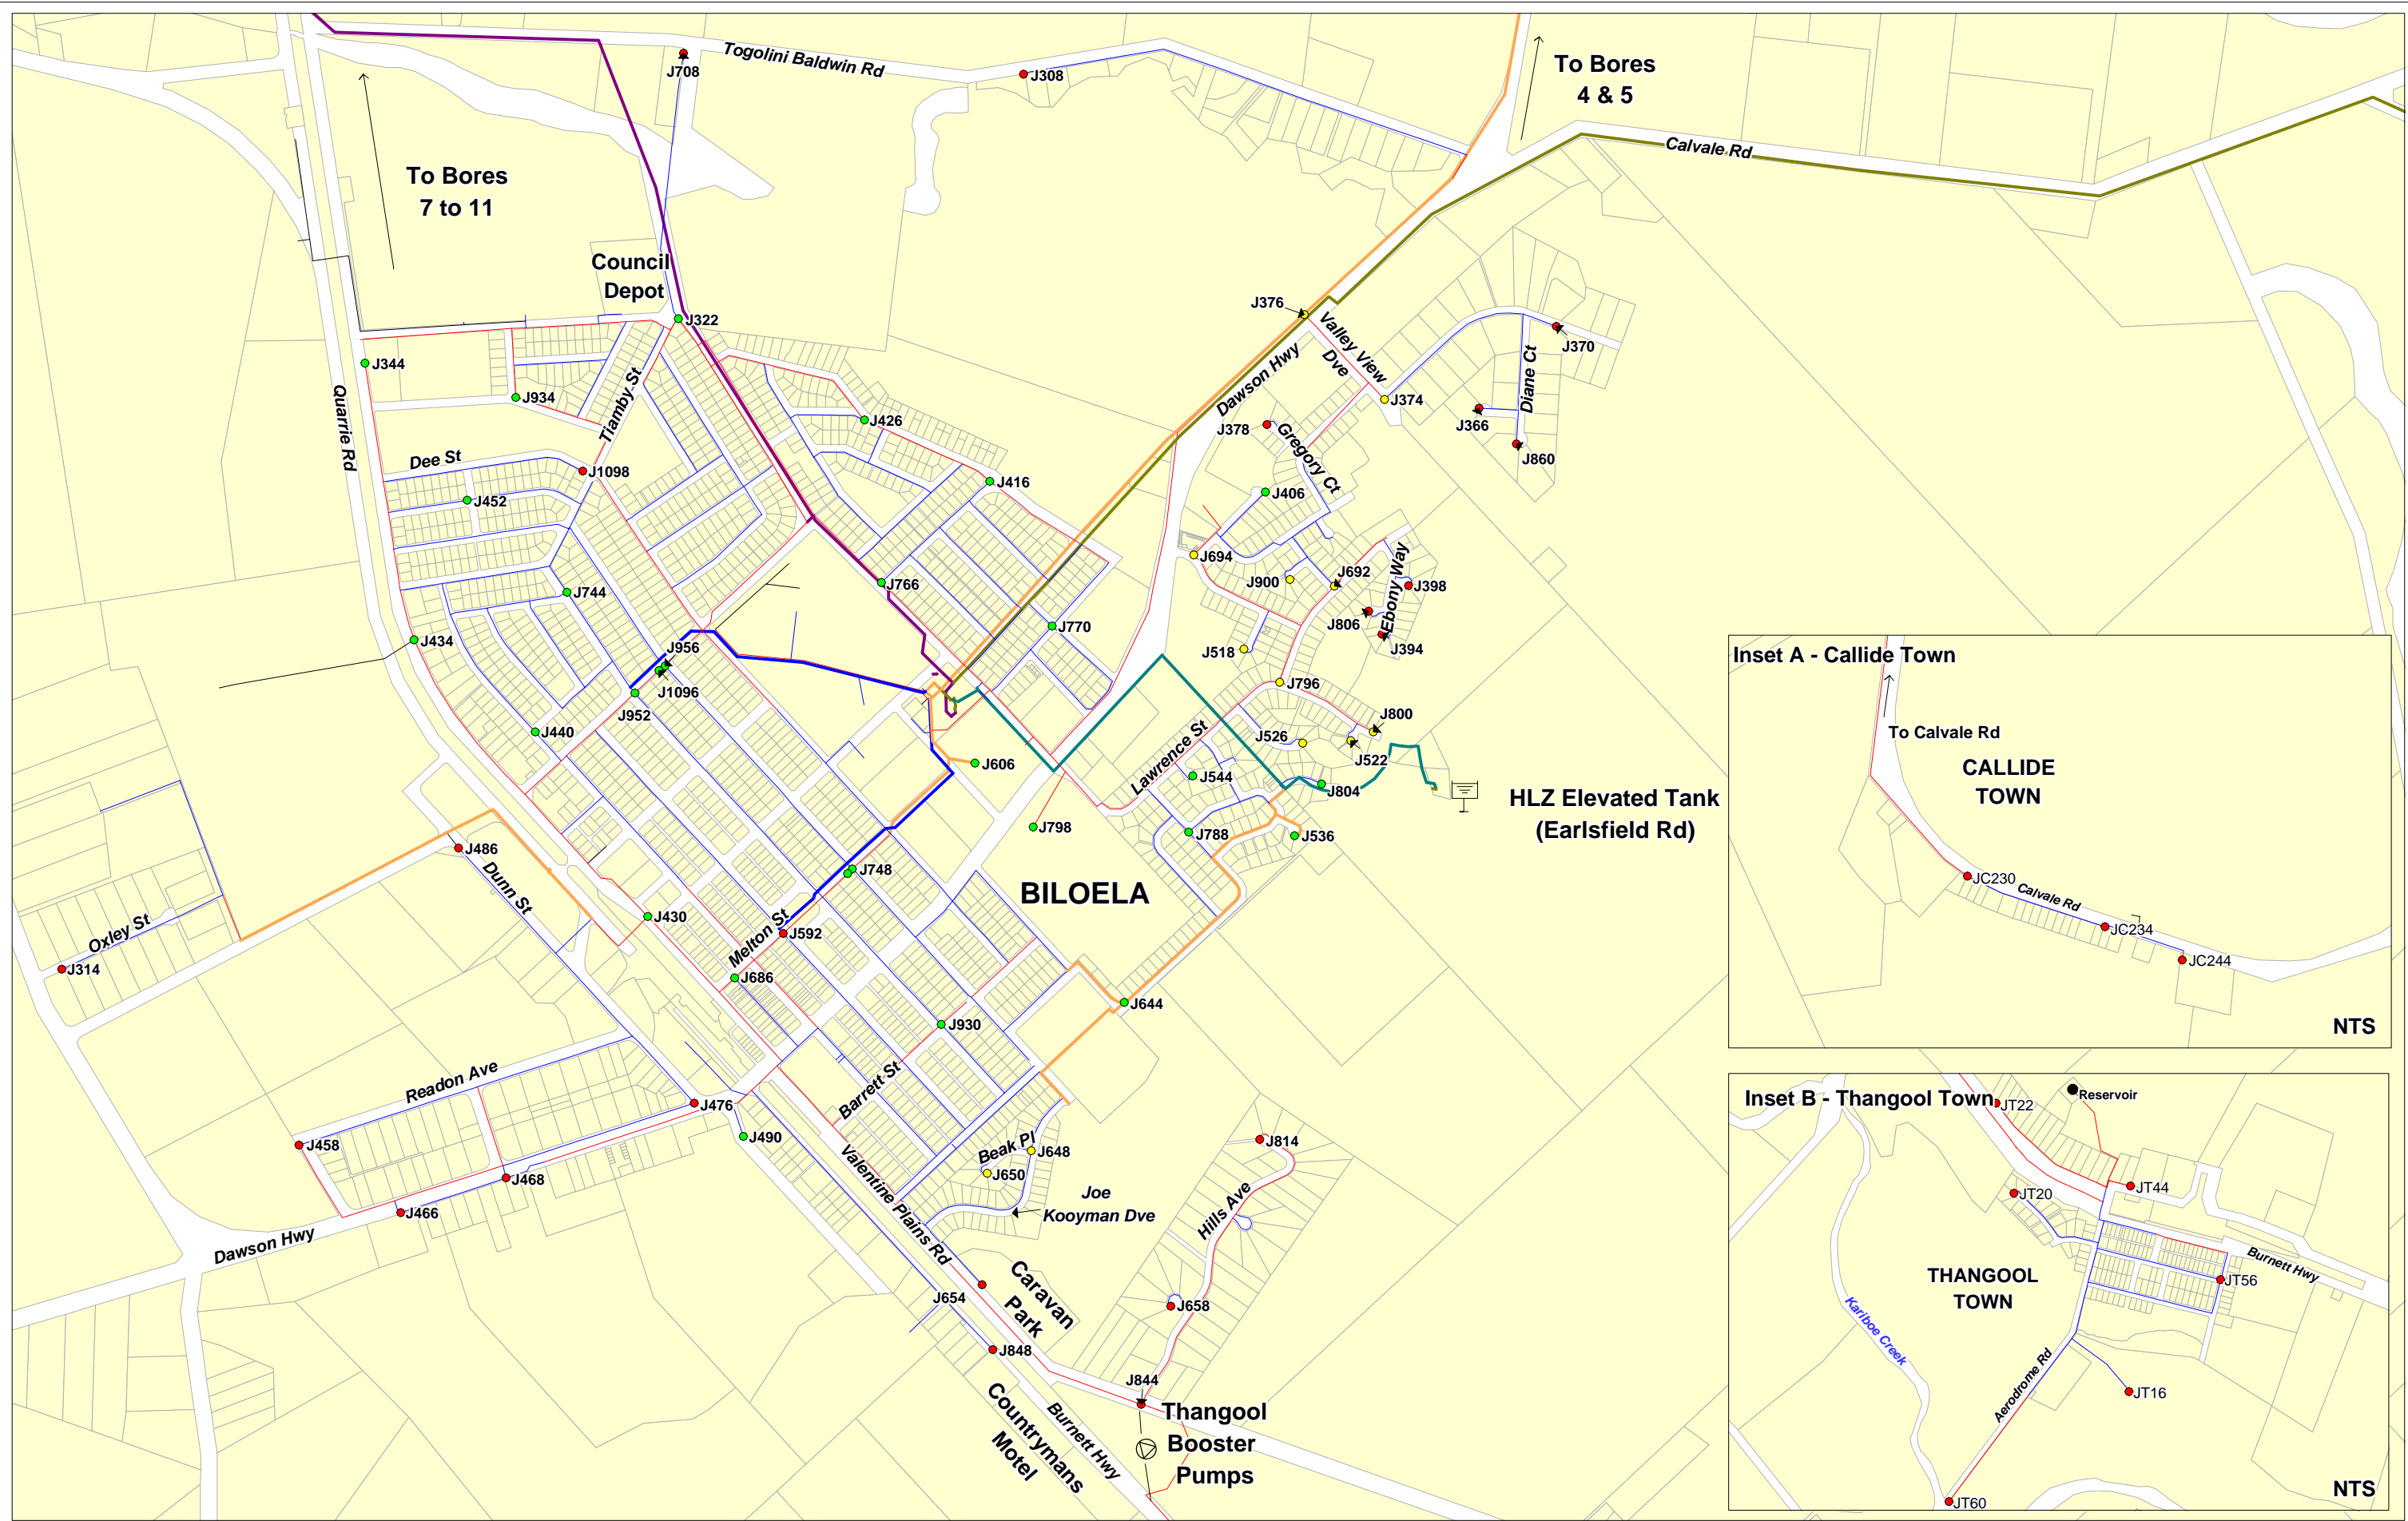 Togolini Baldwin Rd
J708
J308
To Bores
4 & 5
Calvale Rd
To Bores
7 to 11
Council
Depot
J322
J376
Valley View
Dve
J370
J344
Quarrie Rd
J934
Tiamby St
J426
Dawson Hwy
J374
Diane Ct
J366
J378
Gregory Ct
J860
Dee St
J1098
J452
J416
J406
J694
J900
J692
J398
Ebony Way
J806
J394
J744
J766
J434
J770
J518
J956
J1096
J952
J796
J440
J800
J526
J522
Lawrence St
J606
J544
J804
J798
J788
J536
HLZ Elevated Tank
(Earlsfield Rd)
BILOELA
J486
Dunn St
J748
J430
Melton St
J592
Oxley St
J314
J686
J644
J930
Readon Ave
Barrett St
J476
J458
J490
J468
J466
Beak Pl
J648
J650
Joe
Kooyman Dve
J814
Hills Ave
Valentine Plains Rd
Dawson Hwy
Caravan
Park
J654
J658
J848
J844
Countrymans
Motel
Burnett Hwy
Thangool
Booster
Pumps
Inset A - Callide Town
To Calvale Rd
CALLIDE
TOWN
JC230
Calvale Rd
JC234
JC244
NTS
Inset B - Thangool Town
JT22
Reservoir
JT44
JT20
Burnett Hwy
JT56
THANGOOL
TOWN
Kariboe Creek
Aerodrome Rd
JT16
JT60
NTS